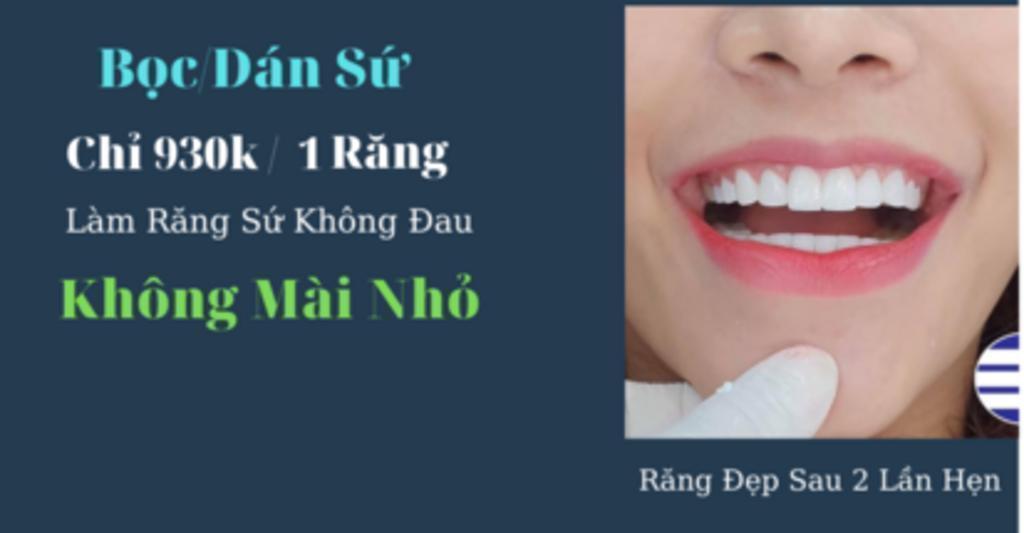 Bọc/Dán Sứ
Chỉ 930k / 1 Răng
Làm Răng Sứ Không Đau
Không Mài Nhỏ
Răng Đẹp Sau 2 Lần Hẹn